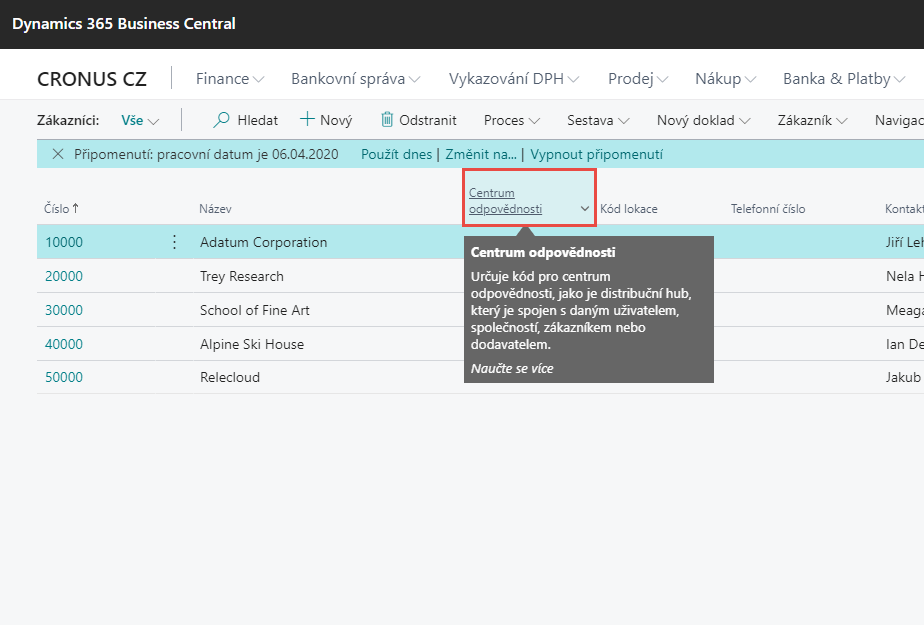 Dynamics 365 Business Central
CRONUS CZ Finance Bankovní správa Vykazování DPH Prodej Nákup Banka & Platby
Zákazníci: Vše Hledat Nový Odstranit Proces Sestava Nový doklad Zákazník Navigac
Připomenutí: pracovní datum je 06.04.2020 Použít dnes | Změnit na... | Vypnout připomenutí
Číslo ↑ Název Centrum odpovědnosti Kód lokace Telefonní číslo Kontakt
10000 Adatum Corporation Jiří Leh
20000 Trey Research Nela H
30000 School of Fine Art Meaga
40000 Alpine Ski House Ian De
50000 Relecloud Jakub
Centrum odpovědnosti
Určuje kód pro centrum
odpovědnosti, jako je distribuční hub,
který je spojen s daným uživatelem,
společností, zákazníkem nebo
dodavatelem.
Naučte se více